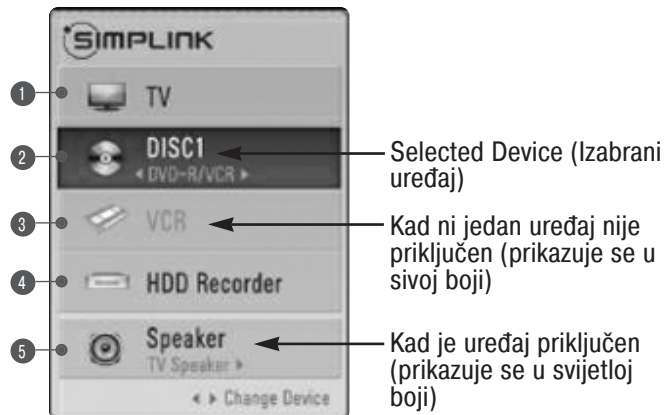 SIMPLINK
1 TV
2 DISC1
◂ DVD-R/VCR ▸
3 VCR
4 HDD Recorder
5 Speaker
TV Speaker ▸
◂ ▸ Change Device
Selected Device (Izabrani
uređaj)
Kad ni jedan uređaj nije
priključen (prikazuje se u
sivoj boji)
Kad je uređaj priključen
(prikazuje se u svijetloj
boji)